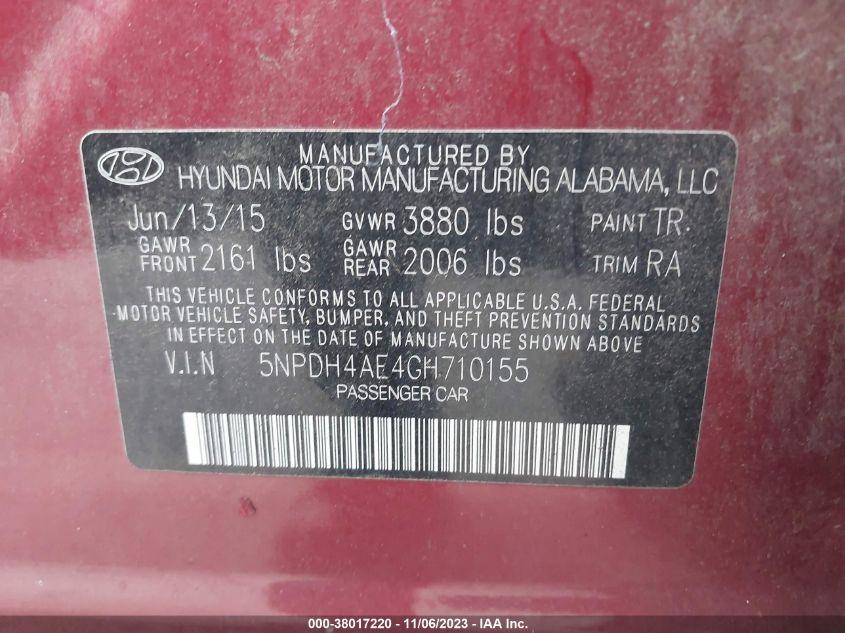 MANUFACTURED BY
HYUNDAI MOTOR MANUFACTURING ALABAMA, LLC
Jun/13/15 GVWR 3880 lbs PAINT TR.
GAWR FRONT 2161 lbs GAWR REAR 2006 lbs TRIM RA
THIS VEHICLE CONFORMS TO ALL APPLICABLE U.S.A. FEDERAL
MOTOR VEHICLE SAFETY, BUMPER, AND THEFT PREVENTION STANDARDS
IN EFFECT ON THE DATE OF MANUFACTURE SHOWN ABOVE
V.I.N 5NPDH4AE4GH710155
PASSENGER CAR
000-38017220 - 11/06/2023 - IAA Inc.